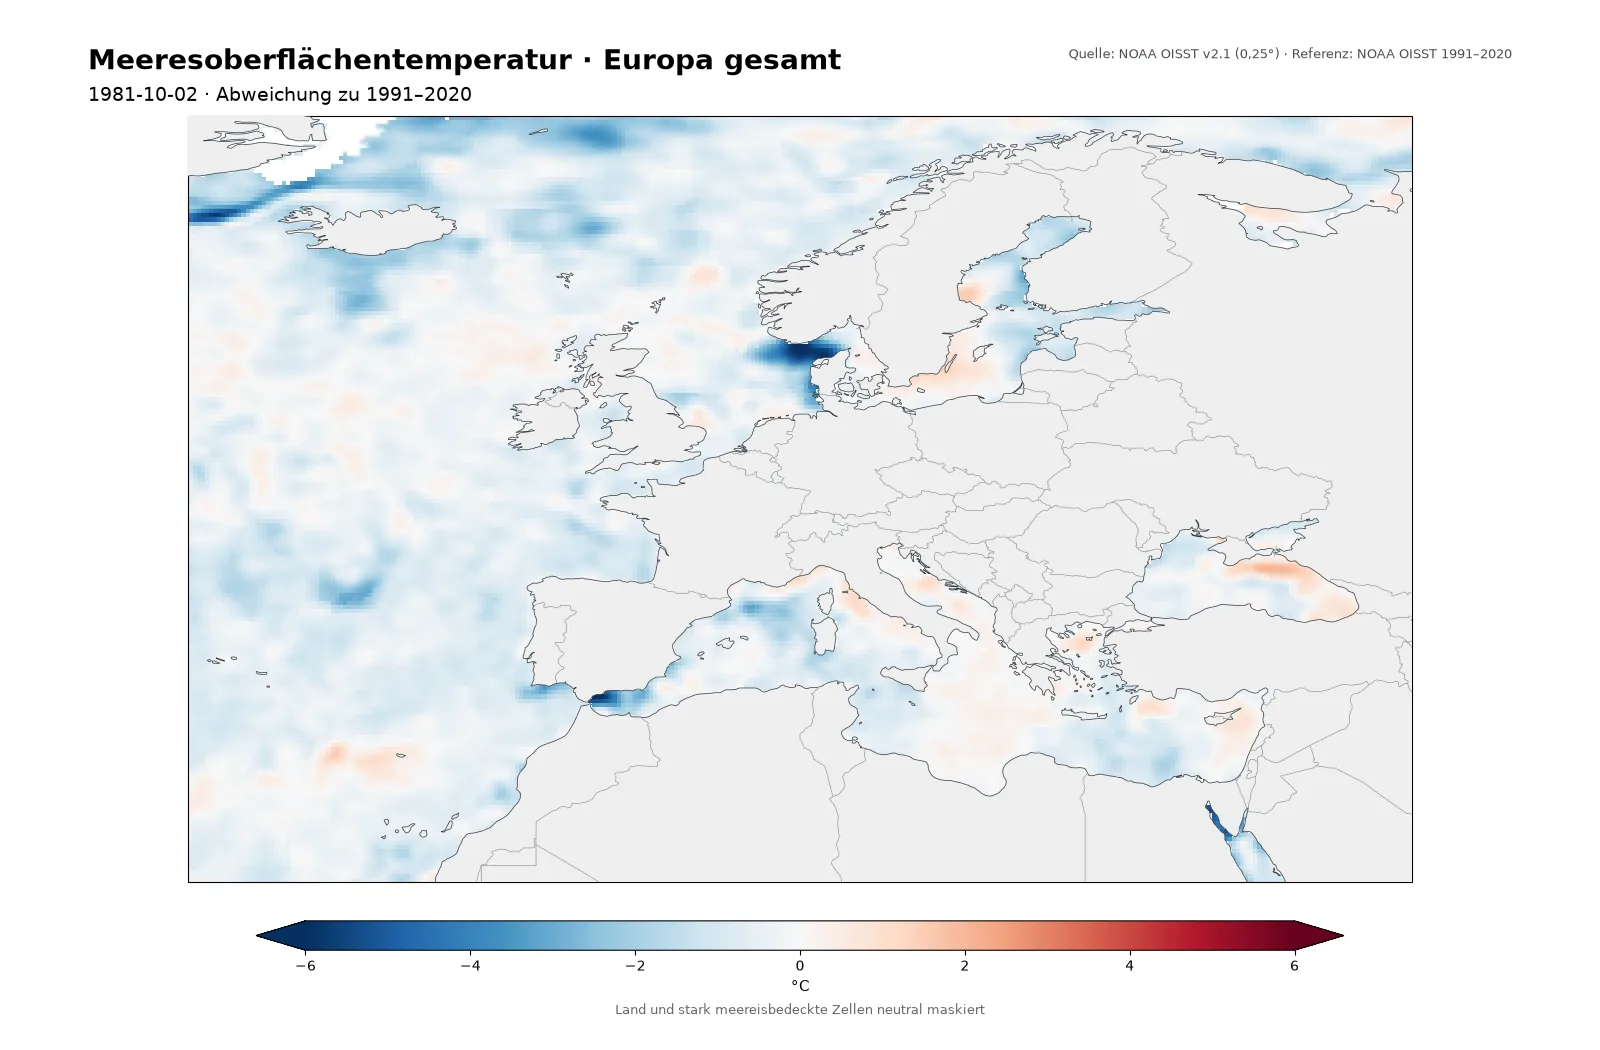 Meeresoberflächentemperatur · Europa gesamt
Quelle: NOAA OISST v2.1 (0,25°) · Referenz: NOAA OISST 1991–2020
1981-10-02 · Abweichung zu 1991–2020
−6 −4 −2 0 2 4 6
°C
Land und stark meereisbedeckte Zellen neutral maskiert